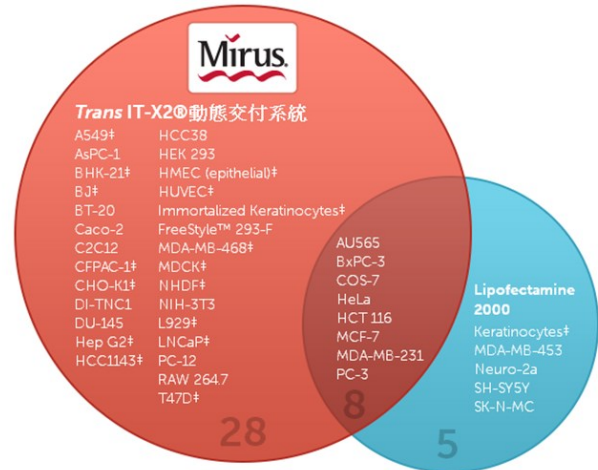 Mirus.
Trans IT-X2®動態交付系統
A549‡
AsPC-1
BHK-21‡
BJ‡
BT-20
Caco-2
C2C12
CFPAC-1‡
CHO-K1‡
DI-TNC1
DU-145
Hep G2‡
HCC1143‡
HCC38
HEK 293
HMEC (epithelial)‡
HUVEC‡
Immortalized Keratinocytes‡
FreeStyle™ 293-F
MDA-MB-468‡
MDCK‡
NHDF‡
NIH-3T3
L929‡
LNCaP‡
PC-12
RAW 264.7
T47D‡
28
AU565
BxPC-3
COS-7
HeLa
HCT 116
MCF-7
MDA-MB-231
PC-3
8
Lipofectamine
2000
Keratinocytes‡
MDA-MB-453
Neuro-2a
SH-SY5Y
SK-N-MC
5